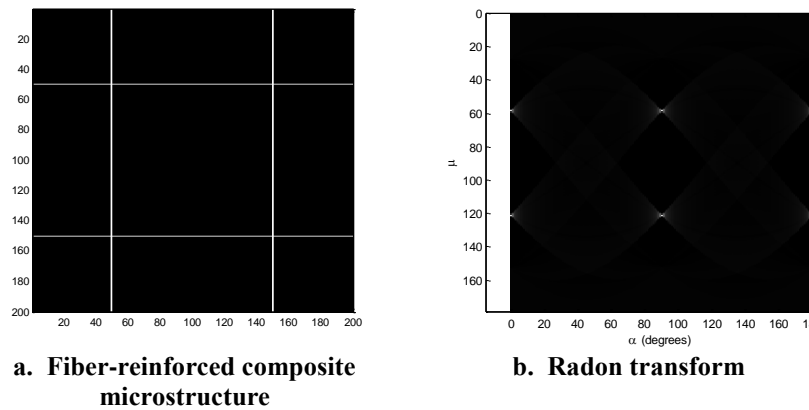 20
40
60
80
100
120
140
160
180
200
20 40 60 80 100 120 140 160 180 200
0
20
40
60
80
100
120
140
160
μ
0 20 40 60 80 100 120 140 160
α (degrees)
a. Fiber-reinforced composite
microstructure
b. Radon transform